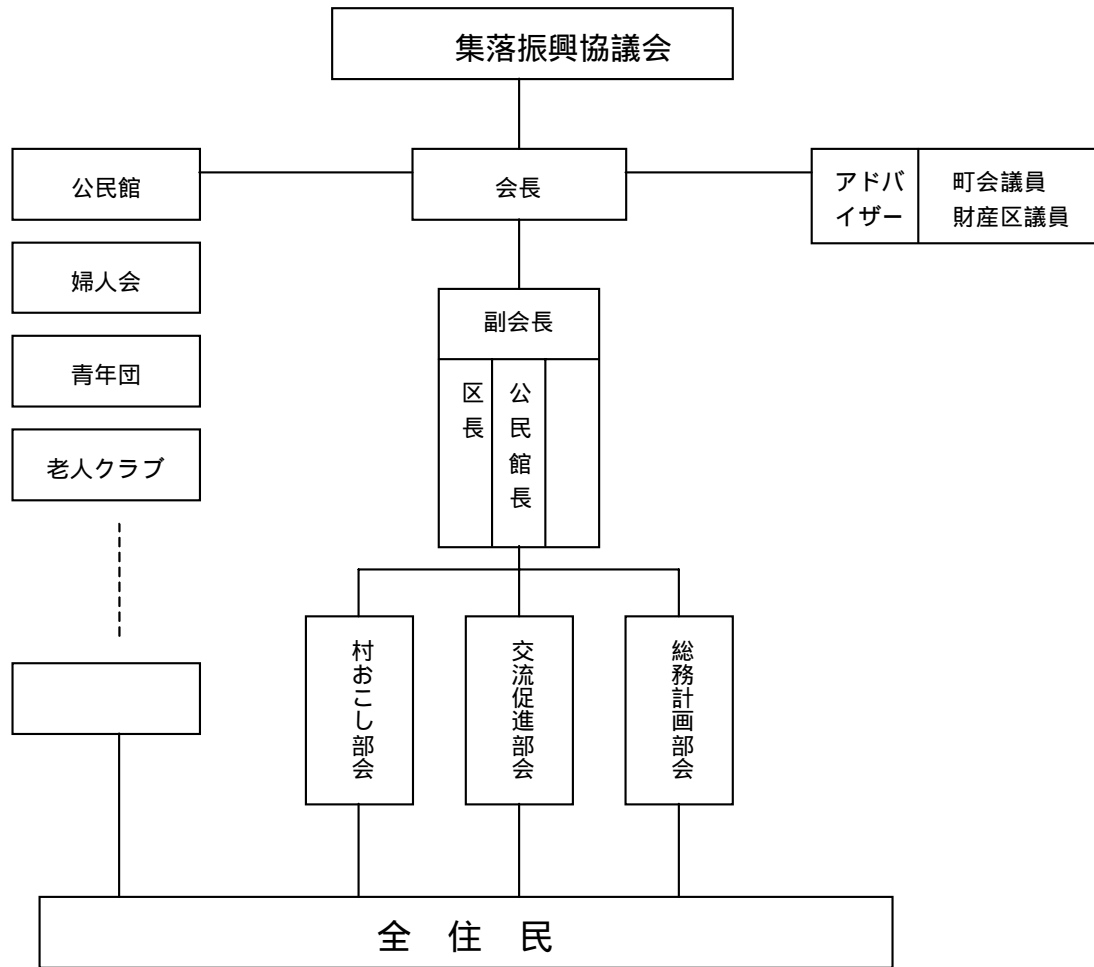 集落振興協議会
公民館
会長
アドバ
イザー
町会議員
財産区議員
婦人会
副会長
青年団
区長
公民館長
老人クラブ
村おこし部会
交流促進部会
総務計画部会
全 住 民